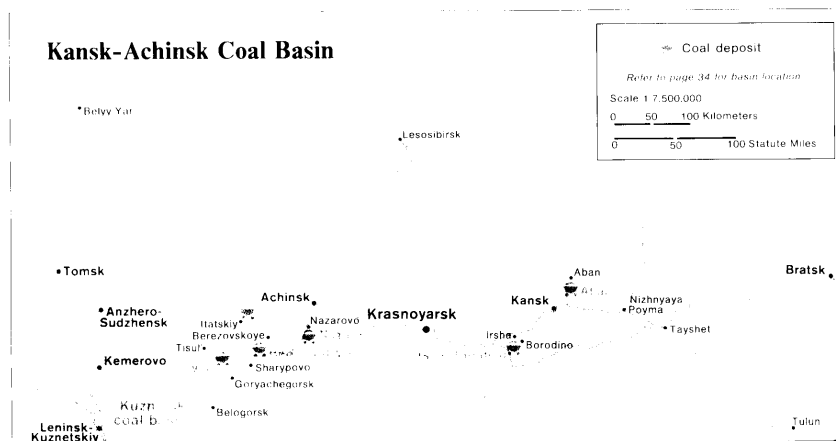 Kansk-Achinsk Coal Basin
Coal deposit
Refer to page 34 for basin location
Scale 1 7,500,000
0 50 100 Kilometers
0 50 100 Statute Miles
Belyy Yar
Lesosibirsk
Tomsk
Aban
Bratsk
Achinsk
Kansk
Nizhnyaya
Poyma
Anzhero-
Sudzhensk
Krasnoyarsk
Itatskiy
Nazarovo
Tayshet
Berezovskoye
Irsha
Borodino
Tisul'
Kemerovo
Sharypovo
Goryachegorsk
Kuzn
coal b
Belogorsk
Leninsk-
Kuznetskiy
Tulun